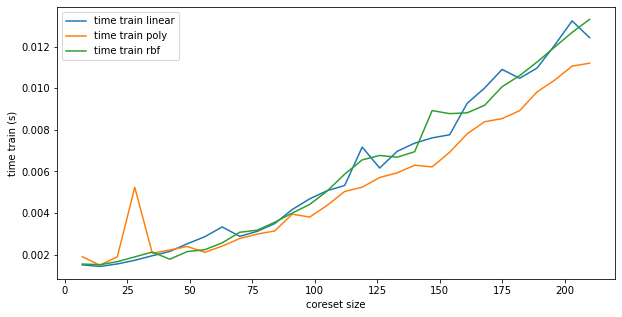 time train linear
time train poly
time train rbf
0.012
0.010
0.008
0.006
0.004
0.002
time train (s)
0 25 50 75 100 125 150 175 200
coreset size